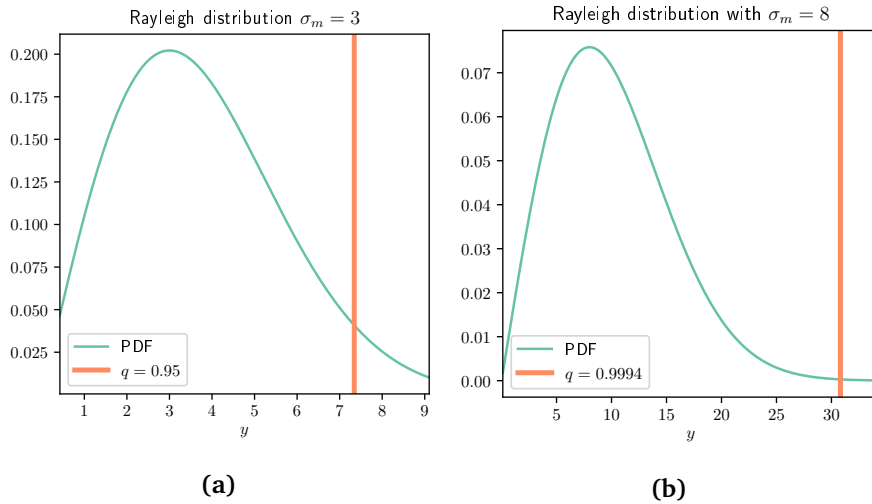 Rayleigh distribution σₘ = 3
0.200
0.175
0.150
0.125
0.100
0.075
0.050
0.025
PDF
q = 0.95
1 2 3 4 5 6 7 8 9
y
(a)
Rayleigh distribution with σₘ = 8
0.07
0.06
0.05
0.04
0.03
0.02
0.01
0.00
PDF
q = 0.9994
5 10 15 20 25 30
y
(b)